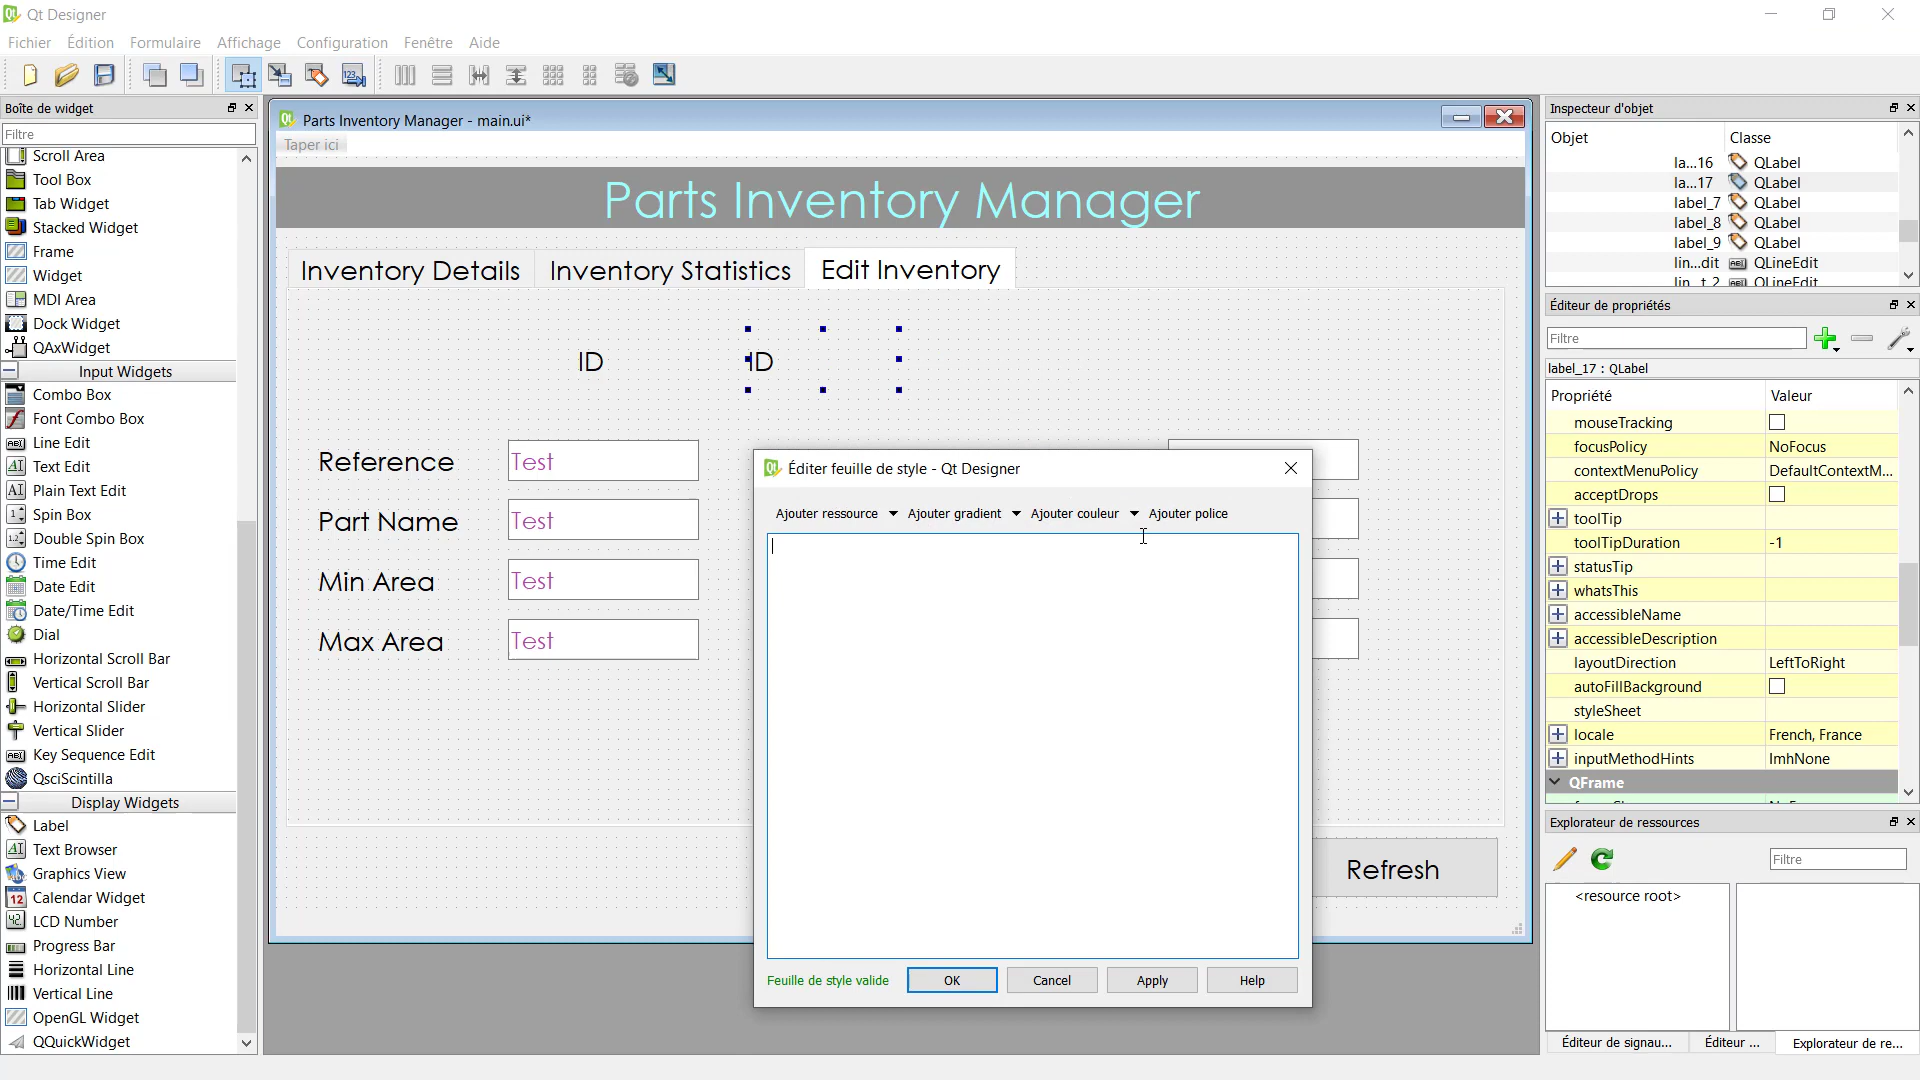 Qt Designer
Fichier Édition Formulaire Affichage Configuration Fenêtre Aide
Boîte de widget
Filtre
Scroll Area
Tool Box
Tab Widget
Stacked Widget
Frame
Widget
MDI Area
Dock Widget
QAxWidget
Input Widgets
Combo Box
Font Combo Box
Line Edit
Text Edit
Plain Text Edit
Spin Box
Double Spin Box
Time Edit
Date Edit
Date/Time Edit
Dial
Horizontal Scroll Bar
Vertical Scroll Bar
Horizontal Slider
Vertical Slider
Key Sequence Edit
QsciScintilla
Display Widgets
Label
Text Browser
Graphics View
Calendar Widget
LCD Number
Progress Bar
Horizontal Line
Vertical Line
OpenGL Widget
QQuickWidget
Parts Inventory Manager - main.ui*
Taper ici
Parts Inventory Manager
Inventory Details Inventory Statistics Edit Inventory
ID ID
Reference Test
Part Name Test
Min Area Test
Max Area Test
Refresh
Éditer feuille de style - Qt Designer
Ajouter ressource Ajouter gradient Ajouter couleur Ajouter police
Feuille de style valide OK Cancel Apply Help
Inspecteur d'objet
Objet Classe
la...16 QLabel
la...17 QLabel
label_7 QLabel
label_8 QLabel
label_9 QLabel
lin...dit QLineEdit
lin...t_2 QLineEdit
Éditeur de propriétés
Filtre
label_17 : QLabel
Propriété Valeur
mouseTracking
focusPolicy NoFocus
contextMenuPolicy DefaultContextM...
acceptDrops
toolTip
toolTipDuration -1
statusTip
whatsThis
accessibleName
accessibleDescription
layoutDirection LeftToRight
autoFillBackground
styleSheet
locale French, France
inputMethodHints ImhNone
QFrame
Explorateur de ressources
Filtre
<resource root>
Éditeur de signau... Éditeur ... Explorateur de re...